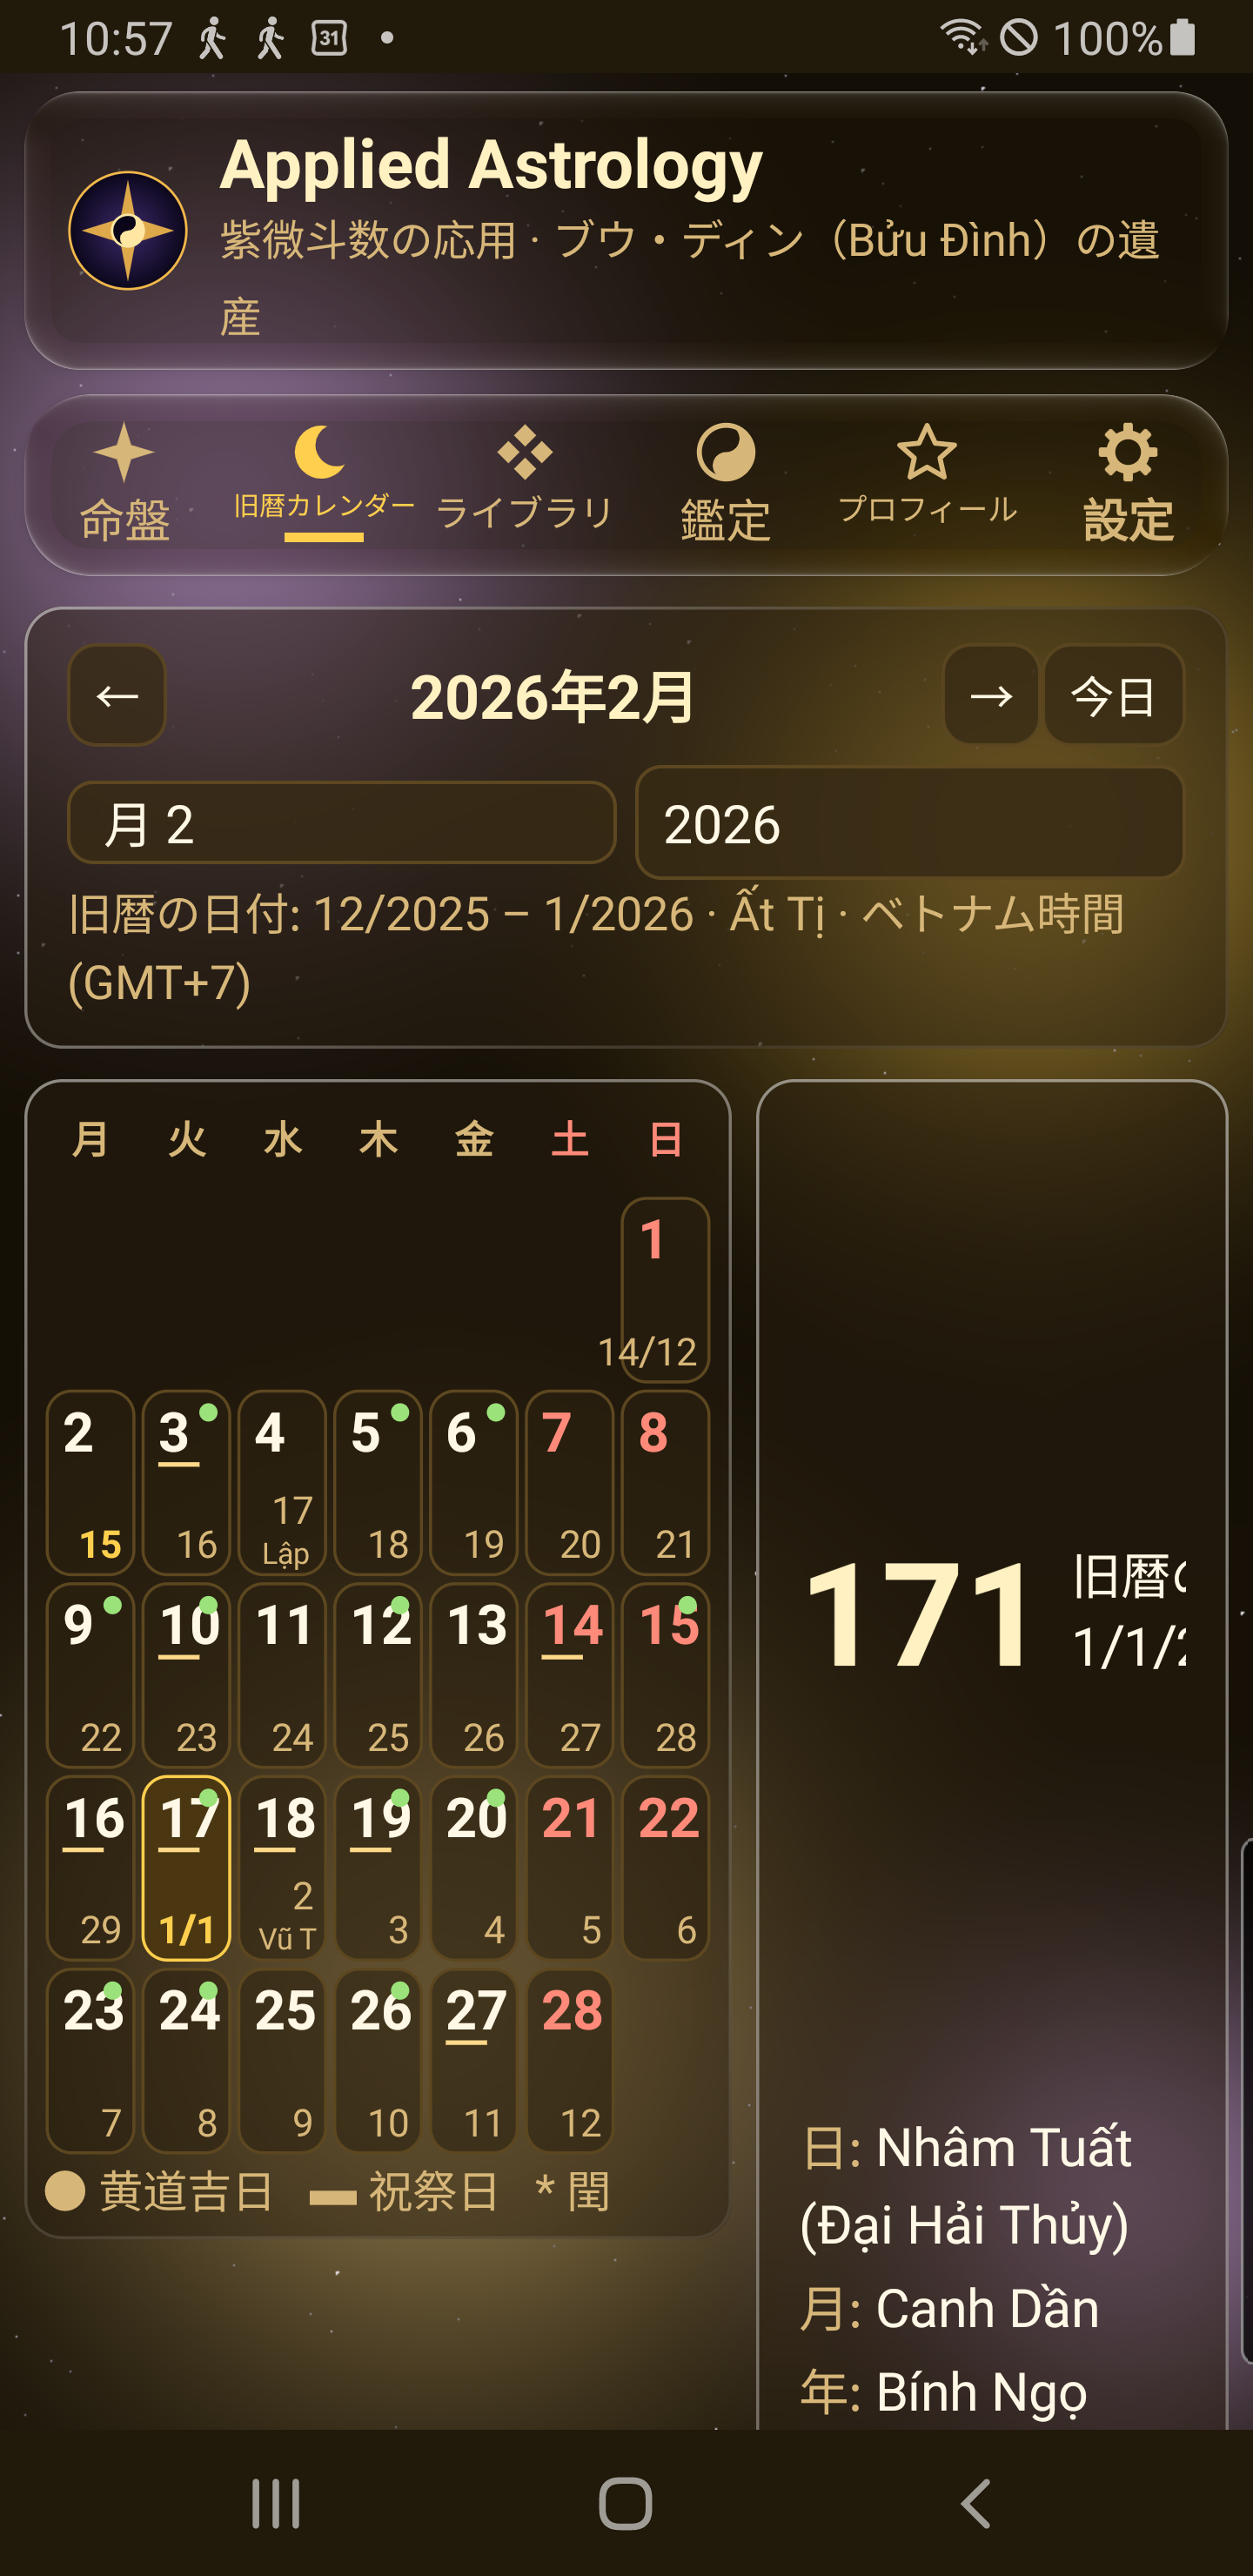 10:57 31 100%
Applied Astrology
紫微斗数の応用 · ブウ・ディン（Bửu Đình）の遺
産
命盤 旧暦カレンダー ライブラリ 鑑定 プロフィール 設定
← 2026年2月 → 今日
月 2 2026
旧暦の日付: 12/2025 – 1/2026 · Ất Tị · ベトナム時間
(GMT+7)
月 火 水 木 金 土 日
1
14/12
2 3 4 5 6 7 8
15 16 17 18 19 20 21
Lập
9 10 11 12 13 14 15
22 23 24 25 26 27 28
16 17 18 19 20 21 22
29 1/1 2 3 4 5 6
Vũ T
23 24 25 26 27 28
7 8 9 10 11 12
黄道吉日 祝祭日 * 閏
171
旧暦
1/1/
日: Nhâm Tuất
(Đại Hải Thủy)
月: Canh Dần
年: Bính Ngọ